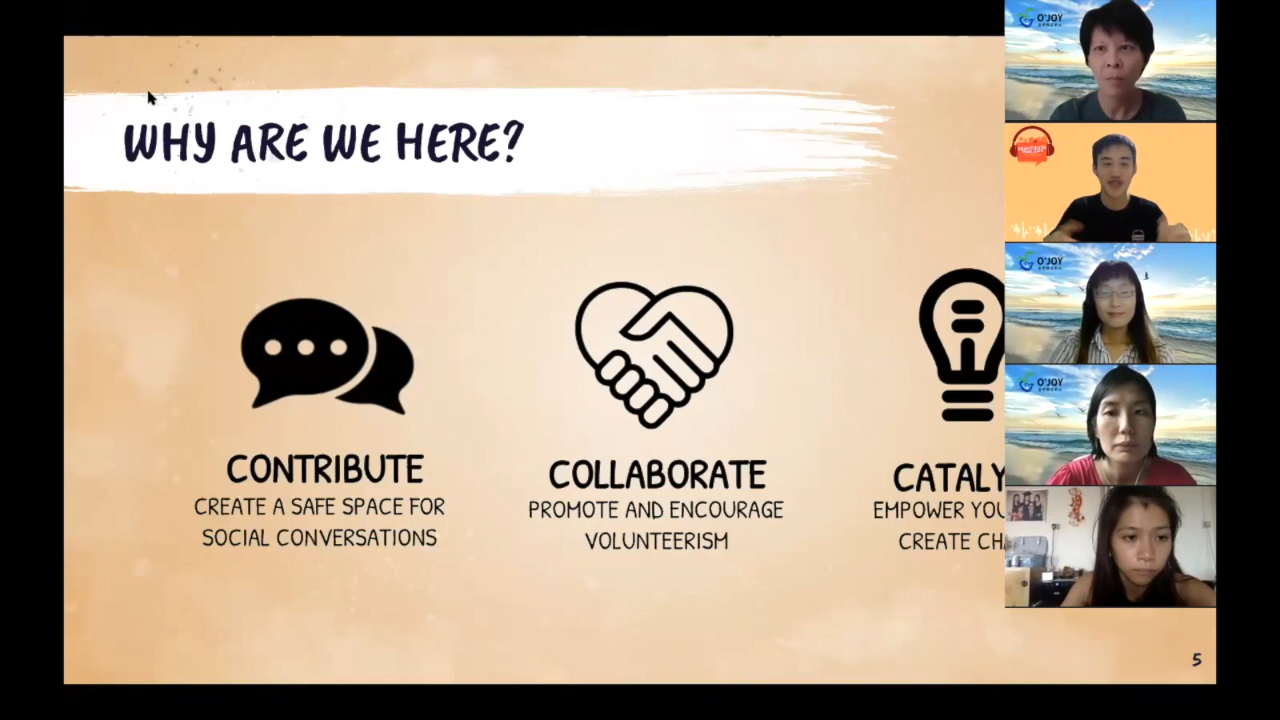 WHY ARE WE HERE?
CONTRIBUTE
CREATE A SAFE SPACE FOR
SOCIAL CONVERSATIONS
COLLABORATE
PROMOTE AND ENCOURAGE
VOLUNTEERISM
CATALY
EMPOWER YOU
CREATE CH
5
O'JOY
O'JOY
O'JOY